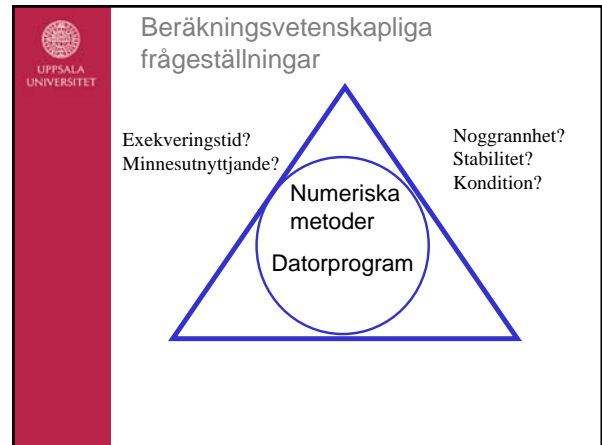 UPPSALA
UNIVERSITET
Beräkningsvetenskapliga
frågeställningar
Exekveringstid?
Minnesutnyttjande?
Noggrannhet?
Stabilitet?
Kondition?
Numeriska
metoder
Datorprogram